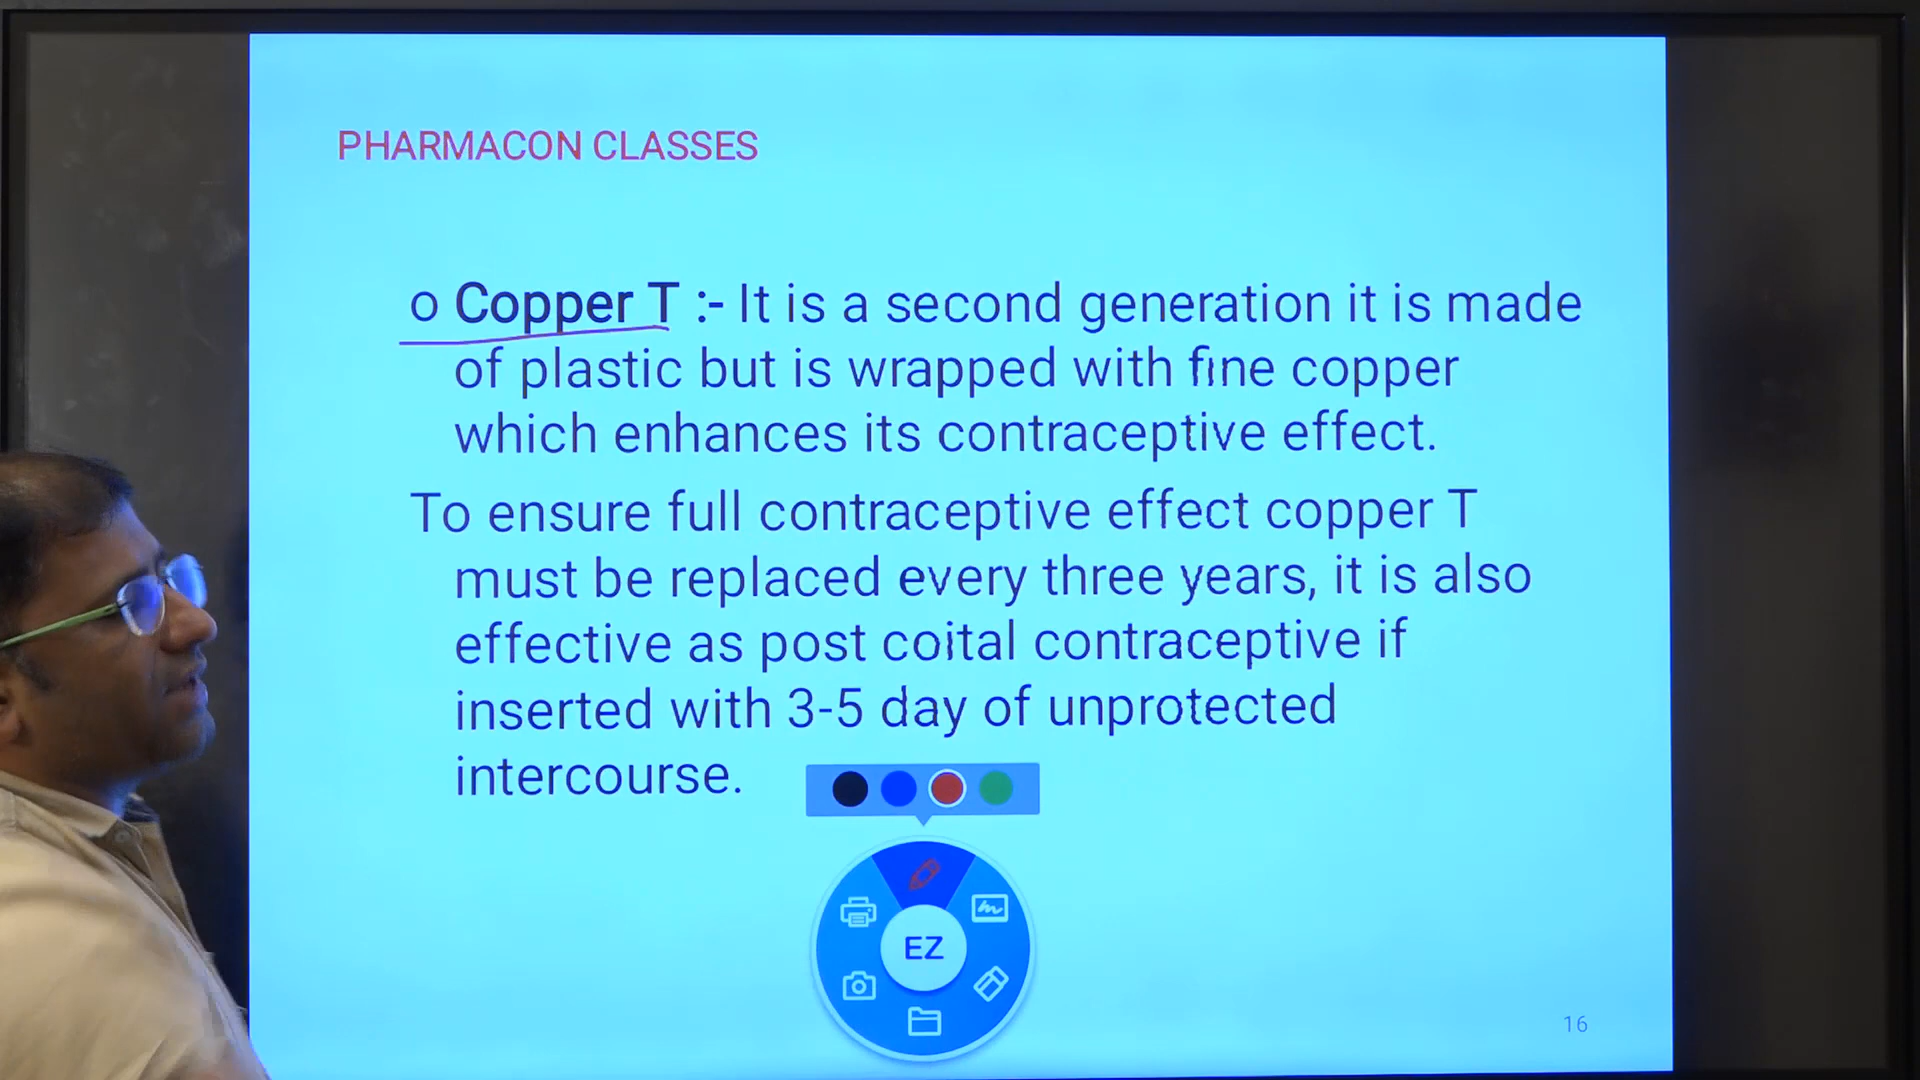 PHARMACON CLASSES
o Copper T :- It is a second generation it is made
of plastic but is wrapped with fine copper
which enhances its contraceptive effect.
To ensure full contraceptive effect copper T
must be replaced every three years, it is also
effective as post coital contraceptive if
inserted with 3-5 day of unprotected
intercourse.
EZ
16